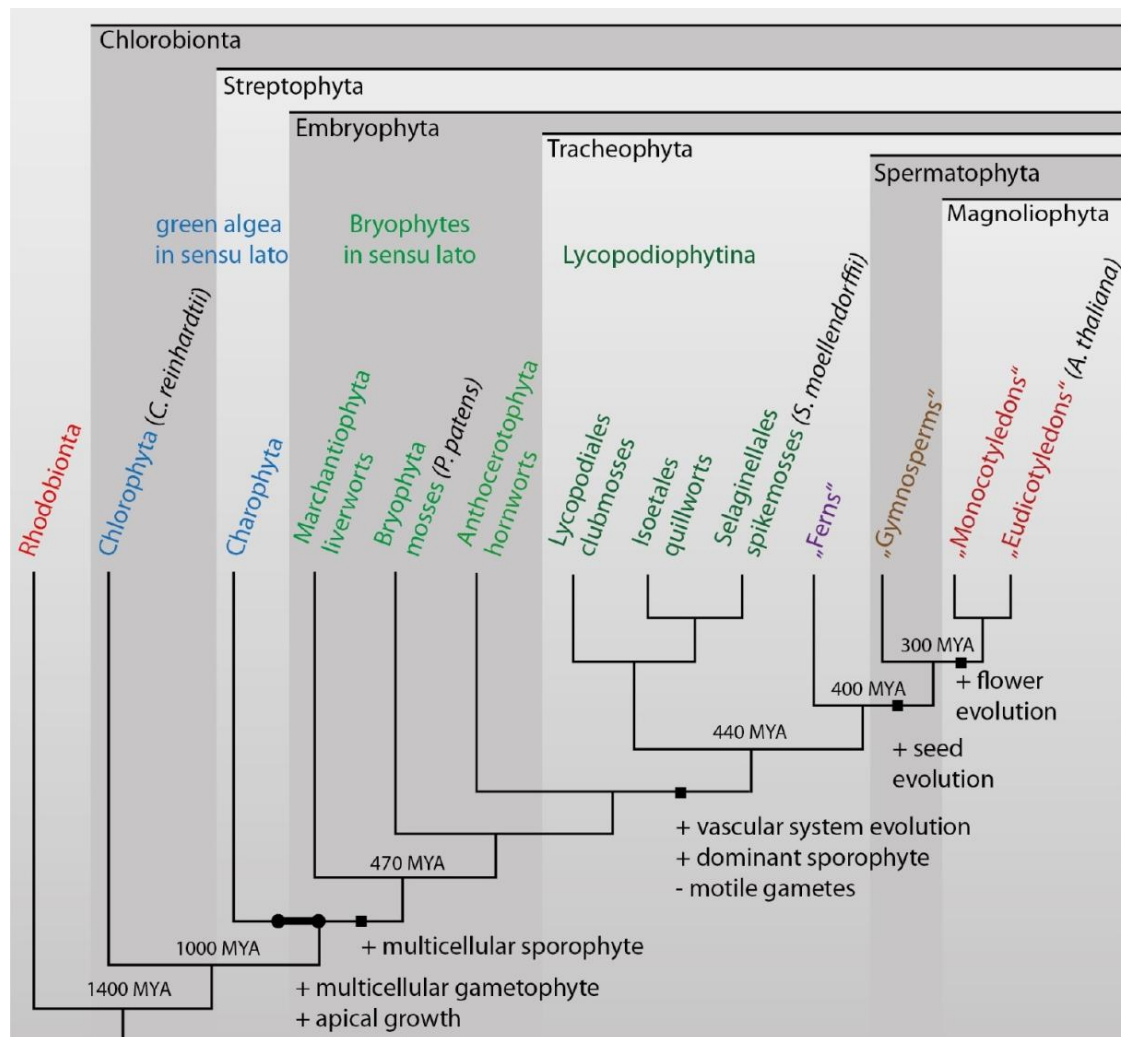 Chlorobionta
Streptophyta
Embryophyta
Tracheophyta
Spermatophyta
Magnoliophyta
green algea
in sensu lato
Bryophytes
in sensu lato
Lycopodiophytina
Rhodobionta
Chlorophyta (C. reinhardtii)
Charophyta
Marchantiophyta
liverworts
Bryophyta
mosses (P. patens)
Anthocerotophyta
hornworts
Lycopodiales
clubmosses
Isoetales
quillworts
Selaginellales
spikemosses (S. moellendorffii)
„Ferns“
„Gymnosperms“
„Monocotyledons“
„Eudicotyledons“ (A. thaliana)
300 MYA
+ flower
evolution
400 MYA
+ seed
evolution
440 MYA
+ vascular system evolution
+ dominant sporophyte
- motile gametes
470 MYA
+ multicellular sporophyte
1000 MYA
+ multicellular gametophyte
+ apical growth
1400 MYA